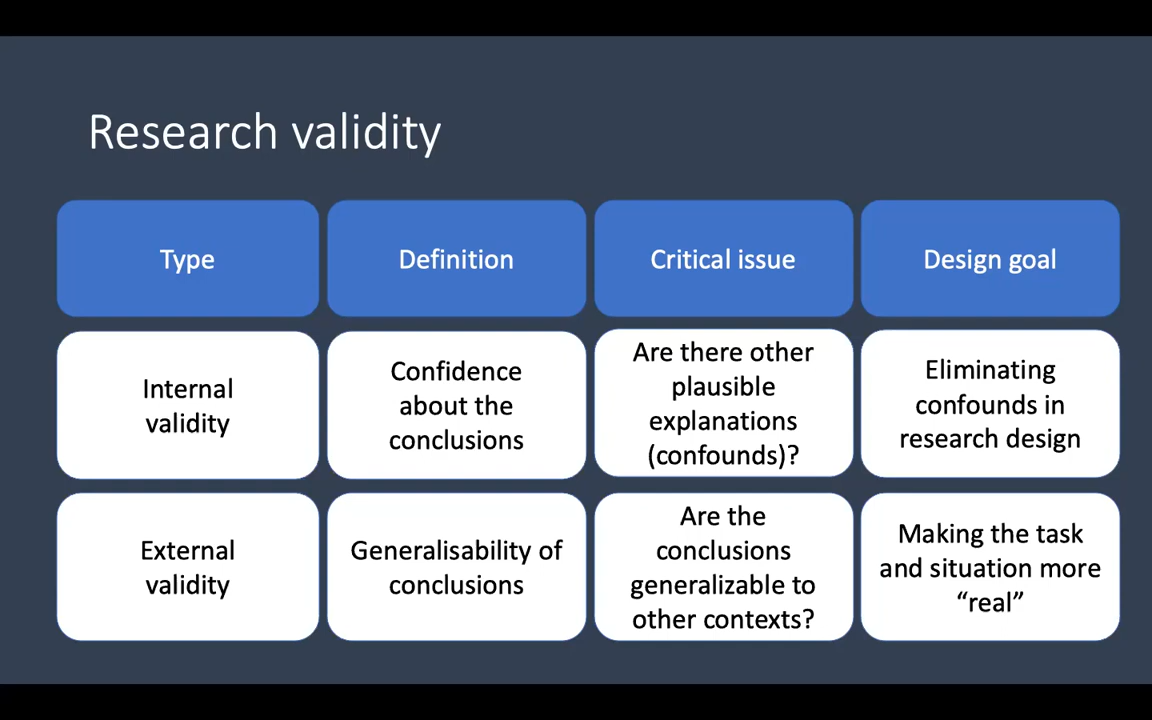 Research validity
Type
Definition
Critical issue
Design goal
Internal
validity
Confidence
about the
conclusions
Are there other
plausible
explanations
(confounds)?
Eliminating
confounds in
research design
External
validity
Generalisability of
conclusions
Are the
conclusions
generalizable to
other contexts?
Making the task
and situation more
“real”